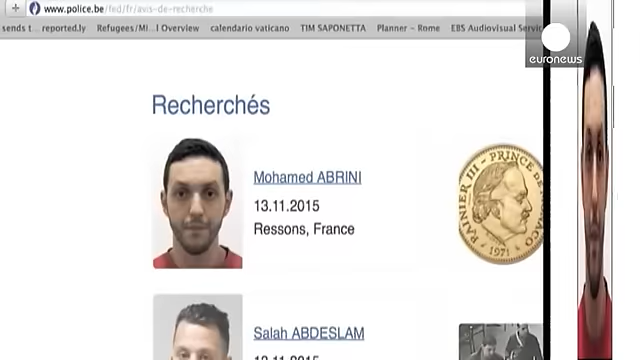 www.police.be/fed/fr/avis-de-recherche
sends t... reported.ly Refugees/Mi...l Overview calendario vaticano TIM SAPONETTA Planner – Rome EBS Audiovisual Servic
euronews
Recherchés
Mohamed ABRINI
13.11.2015
Ressons, France
RAINIER III · PRINCE DE MONACO
1971
Salah ABDESLAM